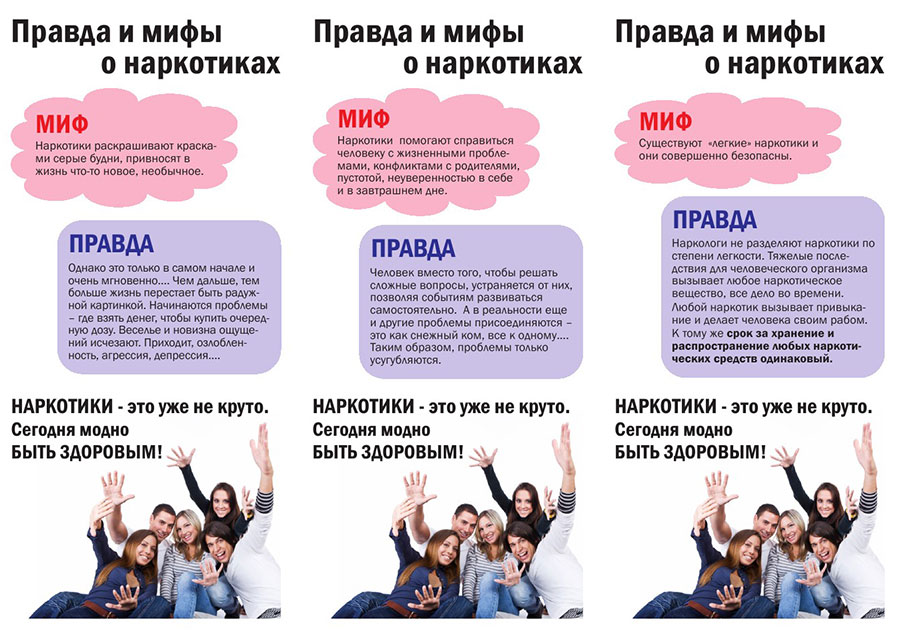 Правда и мифы
о наркотиках
МИФ
Наркотики раскрашивают краска-
ми серые будни, привносят в
жизнь что-то новое, необычное.
ПРАВДА
Однако это только в самом начале и
очень мгновенно.... Чем дальше, тем
больше жизнь перестает быть радуж-
ной картинкой. Начинаются проблемы
– где взять денег, чтобы купить очеред-
ную дозу. Веселье и новизна ощуще-
ний исчезают. Приходит, озлоблен-
ность, агрессия, депрессия....
НАРКОТИКИ - это уже не круто.
Сегодня модно
БЫТЬ ЗДОРОВЫМ!
Правда и мифы
о наркотиках
МИФ
Наркотики помогают справиться
человеку с жизненными пробле-
мами, конфликтами с родителями,
пустотой, неуверенностью в себе
и в завтрашнем дне.
ПРАВДА
Человек вместо того, чтобы решать
сложные вопросы, устраняется от них,
позволяя событиям развиваться
самостоятельно. А в реальности еще
и другие проблемы присоединяются –
это как снежный ком, все к одному....
Таким образом, проблемы только
усугубляются.
НАРКОТИКИ - это уже не круто.
Сегодня модно
БЫТЬ ЗДОРОВЫМ!
Правда и мифы
о наркотиках
МИФ
Существуют «легкие» наркотики и
они совершенно безопасны.
ПРАВДА
Наркологи не разделяют наркотики по
степени легкости. Тяжелые после-
дствия для человеческого организма
вызывает любое наркотическое
вещество, все дело во времени.
Любой наркотик вызывает привыка-
ние и делает человека своим рабом.
К тому же срок за хранение и
распространение любых наркоти-
ческих средств одинаковый.
НАРКОТИКИ - это уже не круто.
Сегодня модно
БЫТЬ ЗДОРОВЫМ!